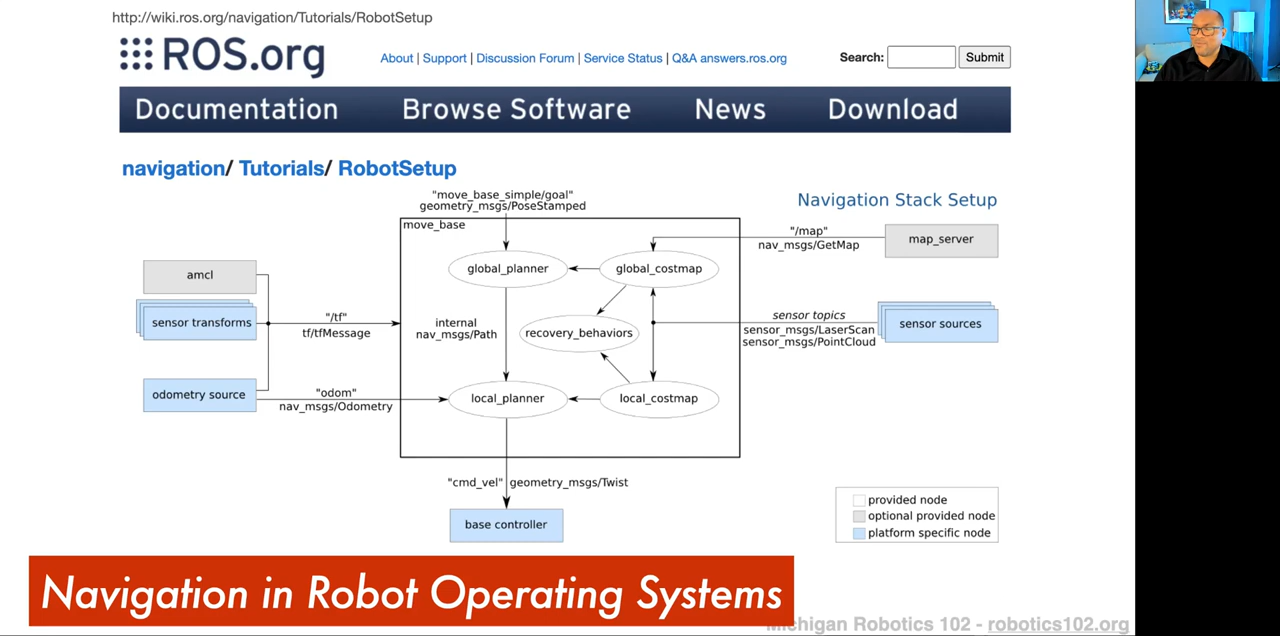 http://wiki.ros.org/navigation/Tutorials/RobotSetup
ROS.org
About | Support | Discussion Forum | Service Status | Q&A answers.ros.org
Search:
Submit
Documentation Browse Software News Download
navigation/ Tutorials/ RobotSetup
Navigation Stack Setup
"move_base_simple/goal"
geometry_msgs/PoseStamped
move_base
"/map"
nav_msgs/GetMap
map_server
global_planner
global_costmap
amcl
sensor transforms
"/tf"
tf/tfMessage
internal
nav_msgs/Path
recovery_behaviors
sensor topics
sensor_msgs/LaserScan
sensor_msgs/PointCloud
sensor sources
odometry source
"odom"
nav_msgs/Odometry
local_planner
local_costmap
"cmd_vel" geometry_msgs/Twist
base controller
provided node
optional provided node
platform specific node
Navigation in Robot Operating Systems
Michigan Robotics 102 - robotics102.org